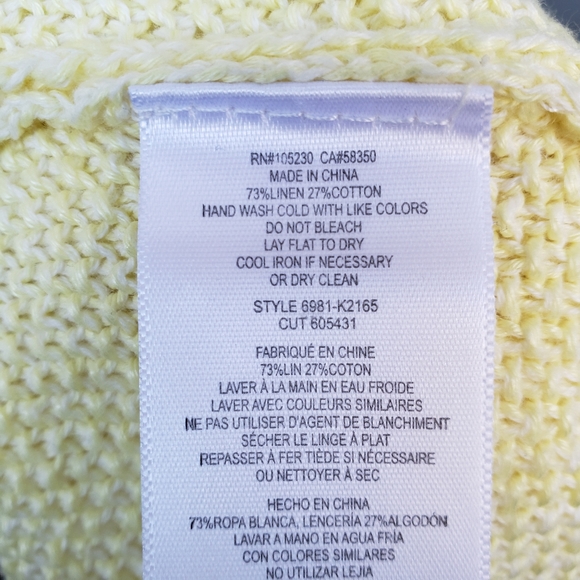 RN#105230 CA#58350
MADE IN CHINA
73%LINEN 27%COTTON
HAND WASH COLD WITH LIKE COLORS
DO NOT BLEACH
LAY FLAT TO DRY
COOL IRON IF NECESSARY
OR DRY CLEAN
STYLE 6981-K2165
CUT 605431
FABRIQUÉ EN CHINE
73%LIN 27%COTON
LAVER À LA MAIN EN EAU FROIDE
LAVER AVEC COULEURS SIMILAIRES
NE PAS UTILISER D'AGENT DE BLANCHIMENT
SÉCHER LE LINGE À PLAT
REPASSER À FER TIÈDE SI NÉCESSAIRE
OU NETTOYER À SEC
HECHO EN CHINA
73%ROPA BLANCA, LENCERÍA 27%ALGODÓN
LAVAR A MANO EN AGUA FRÍA
CON COLORES SIMILARES
NO UTILIZAR LEJIA